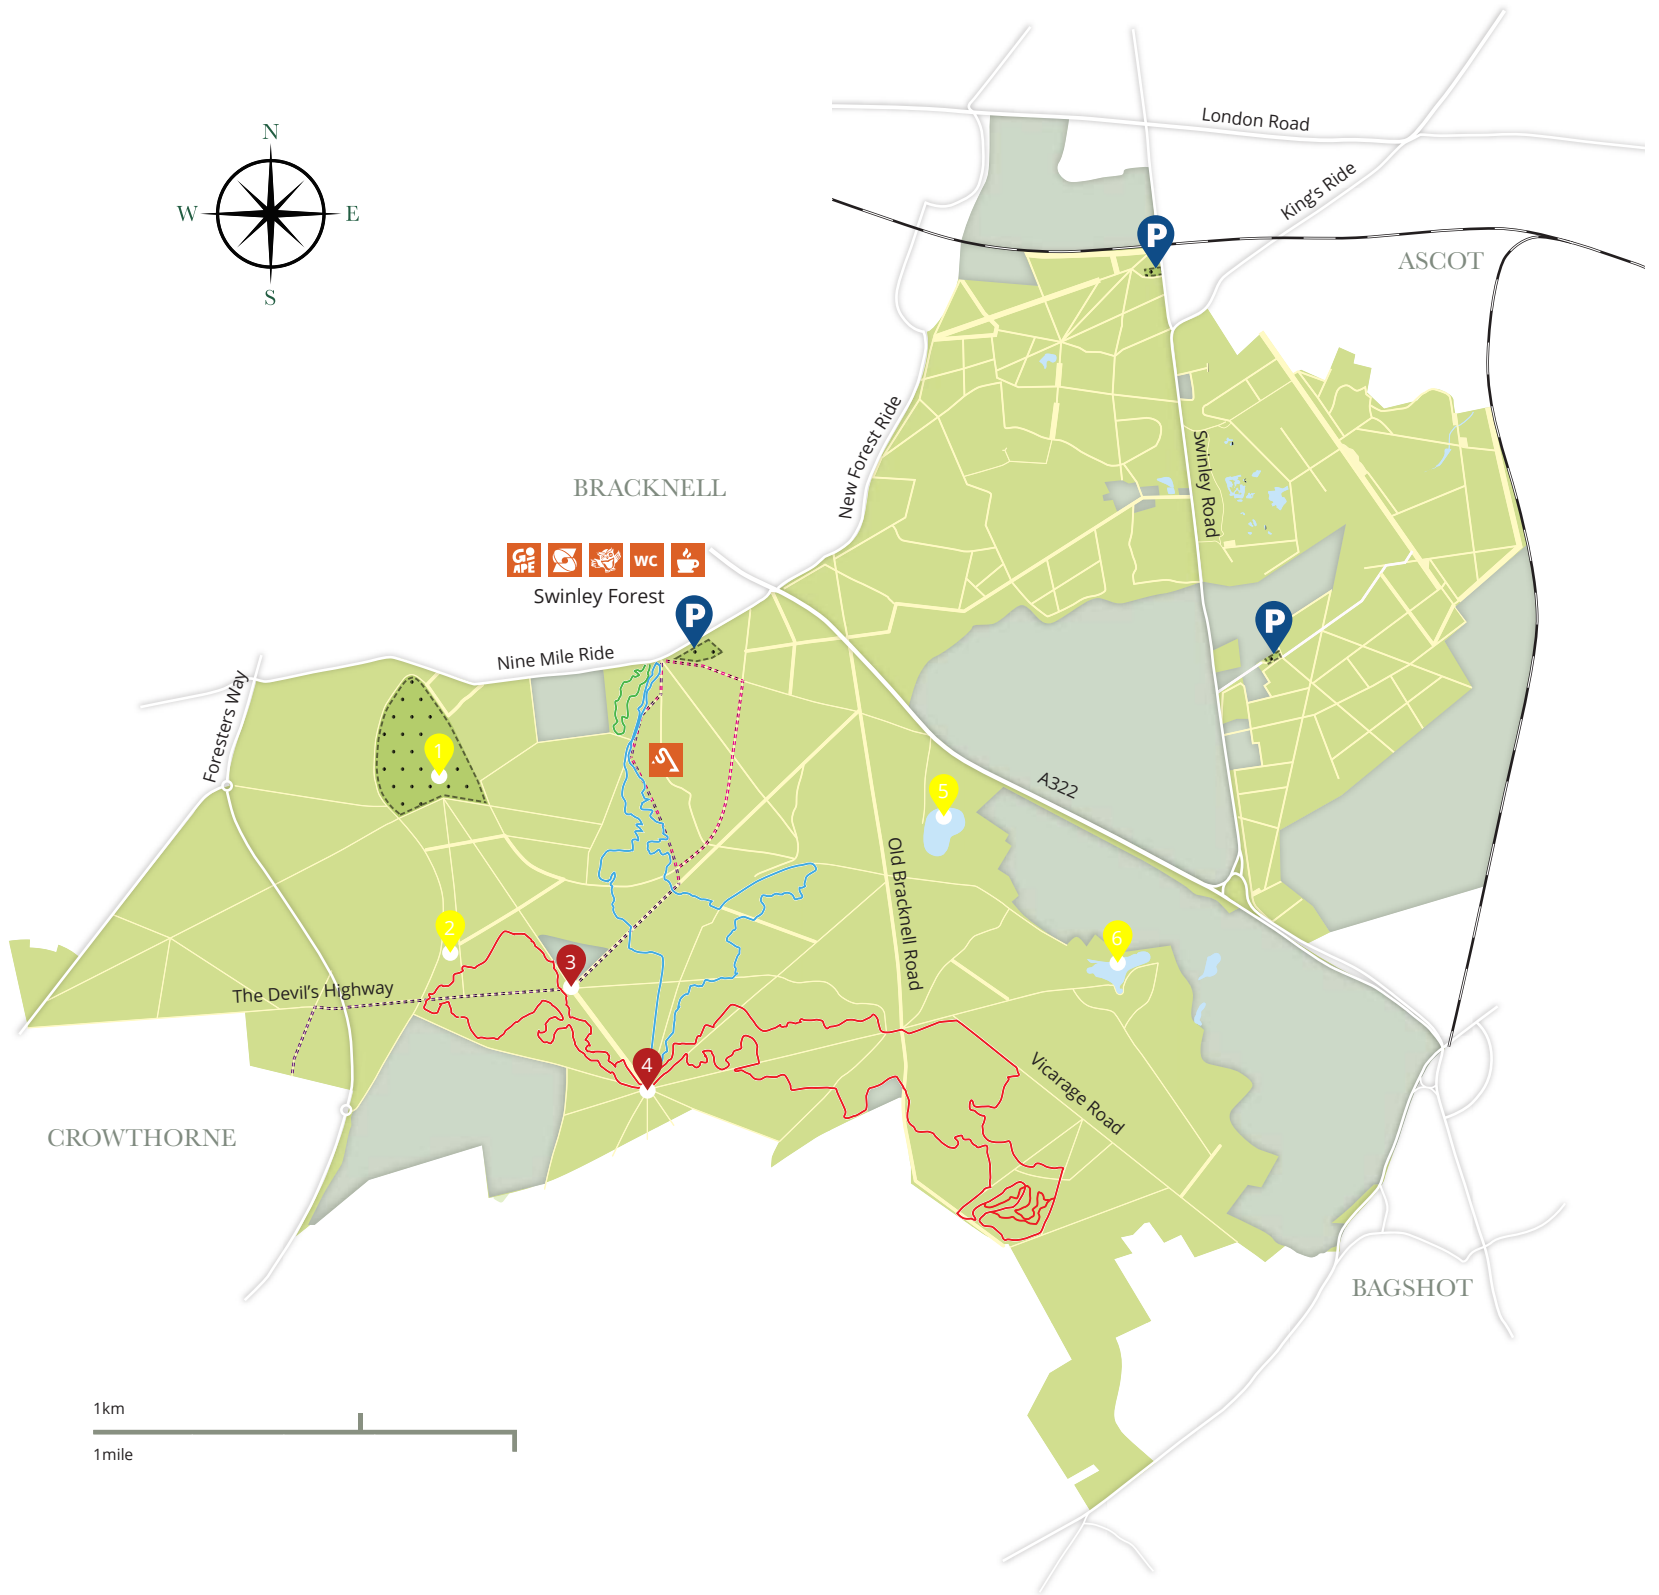 N
W
E
S
London Road
King's Ride
P
ASCOT
New Forest Ride
Swinley Road
BRACKNELL
GO
APE
WC
Swinley Forest
P
P
Nine Mile Ride
Foresters Way
1
5
A322
Old Bracknell Road
2
6
3
The Devil's Highway
4
Vicarage Road
CROWTHORNE
BAGSHOT
1km
1mile